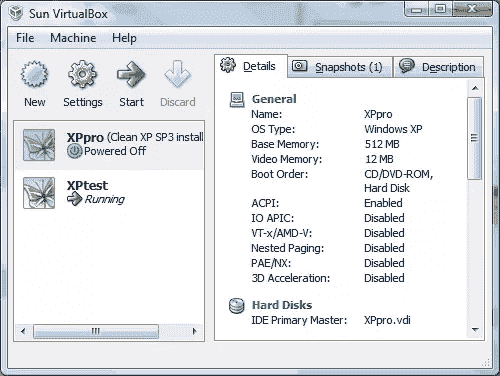 Sun VirtualBox
File Machine Help
New Settings Start Discard
XPpro (Clean XP SP3 install
Powered Off
XPtest
Running
Details Snapshots (1) Description
General
Name: XPpro
OS Type: Windows XP
Base Memory: 512 MB
Video Memory: 12 MB
Boot Order: CD/DVD-ROM,
Hard Disk
ACPI: Enabled
IO APIC: Disabled
VT-x/AMD-V: Disabled
Nested Paging: Disabled
PAE/NX: Disabled
3D Acceleration: Disabled
Hard Disks
IDE Primary Master: XPpro.vdi